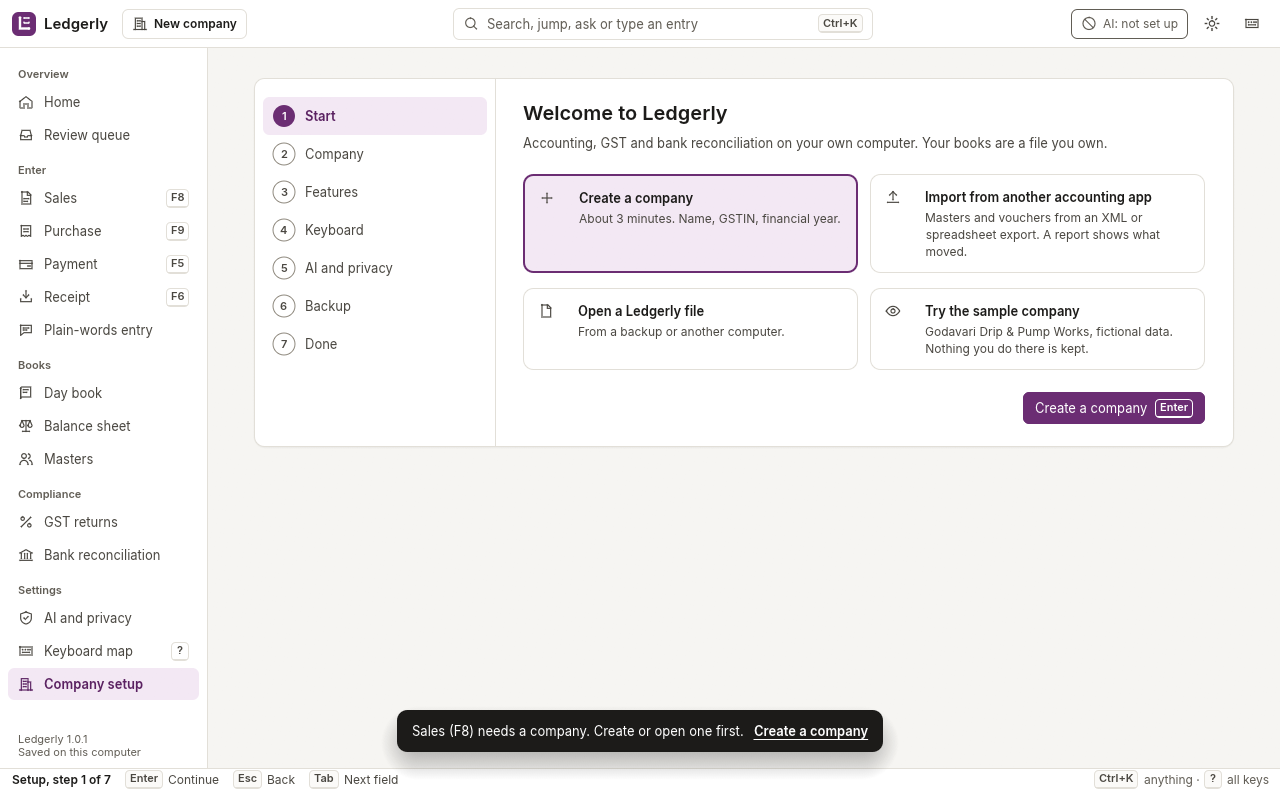 Ledgerly
New company
Search, jump, ask or type an entry
Ctrl+K
AI: not set up
Overview
Home
Review queue
Enter
Sales F8
Purchase F9
Payment F5
Receipt F6
Plain-words entry
Books
Day book
Balance sheet
Masters
Compliance
GST returns
Bank reconciliation
Settings
AI and privacy
Keyboard map ?
Company setup
Ledgerly 1.0.1
Saved on this computer
1 Start
2 Company
3 Features
4 Keyboard
5 AI and privacy
6 Backup
7 Done
Welcome to Ledgerly
Accounting, GST and bank reconciliation on your own computer. Your books are a file you own.
Create a company
About 3 minutes. Name, GSTIN, financial year.
Import from another accounting app
Masters and vouchers from an XML or
spreadsheet export. A report shows what
moved.
Open a Ledgerly file
From a backup or another computer.
Try the sample company
Godavari Drip & Pump Works, fictional data.
Nothing you do there is kept.
Create a company Enter
Sales (F8) needs a company. Create or open one first. Create a company
Setup, step 1 of 7 Enter Continue Esc Back Tab Next field
Ctrl+K anything · ? all keys